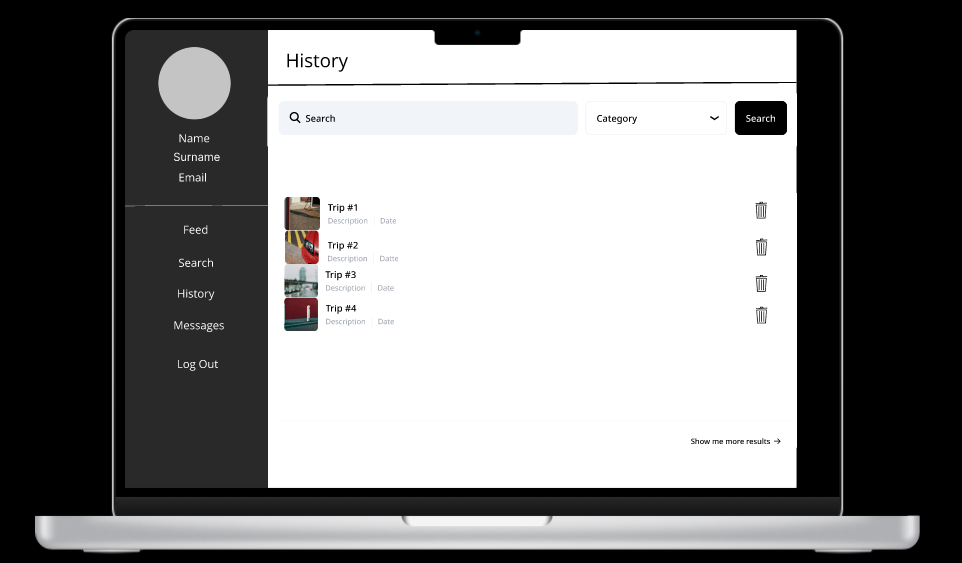 Name
Surname
Email
Feed
Search
History
Messages
Log Out
History
Search
Category
Search
Trip #1
Description Date
Trip #2
Description Datte
Trip #3
Description Date
Trip #4
Description Date
Show me more results →